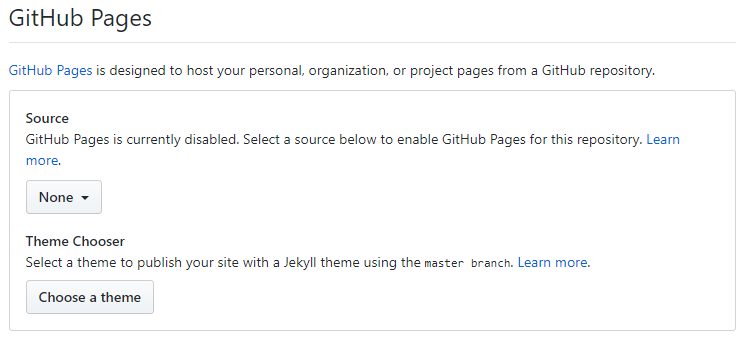 GitHub Pages
GitHub Pages is designed to host your personal, organization, or project pages from a GitHub repository.
Source
GitHub Pages is currently disabled. Select a source below to enable GitHub Pages for this repository. Learn
more.
None
Theme Chooser
Select a theme to publish your site with a Jekyll theme using the master branch. Learn more.
Choose a theme